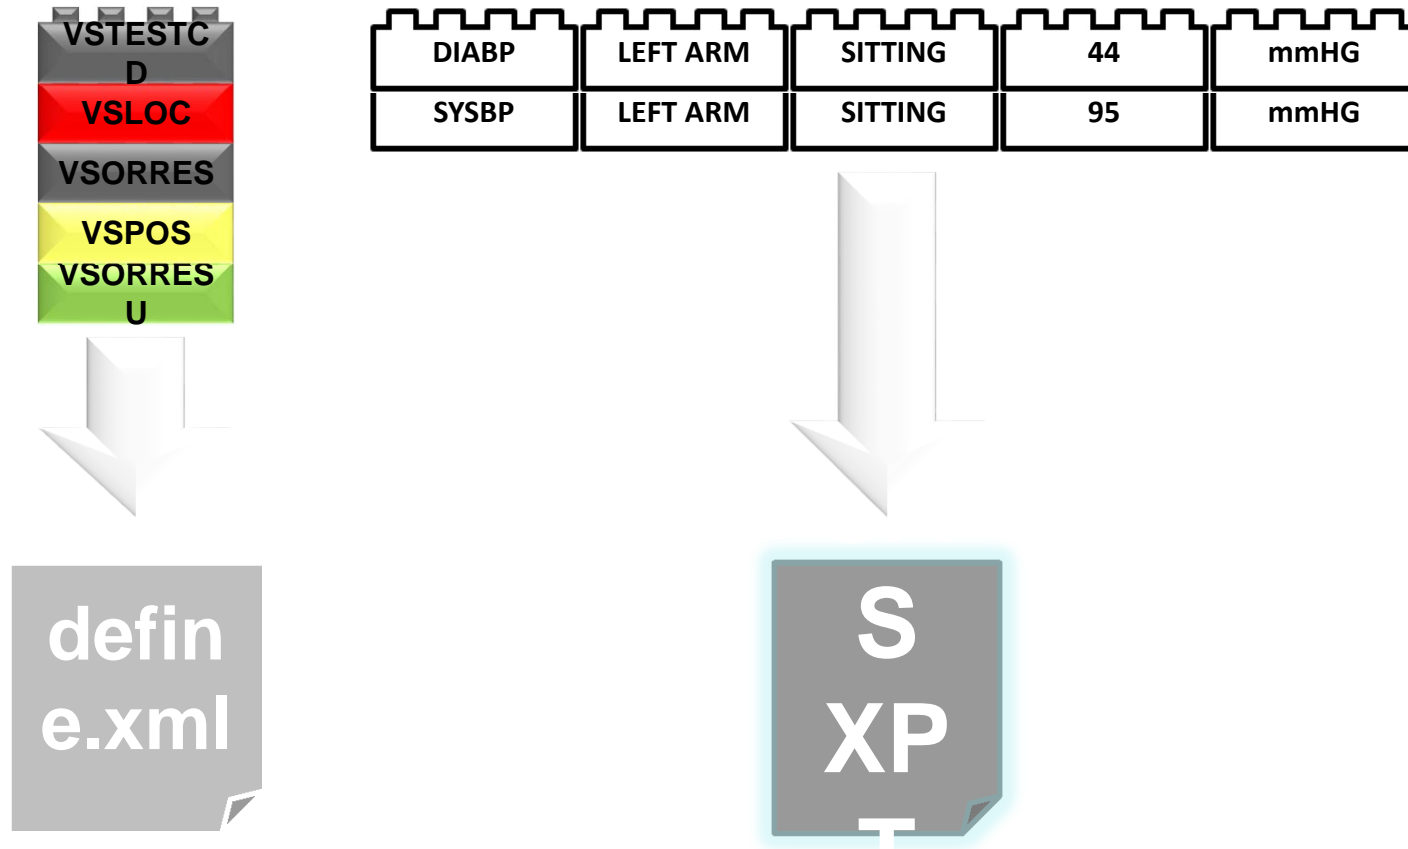 VSTESTC
D
VSLOC
VSORRES
VSPOS
VSORRES
U
DIABP LEFT ARM SITTING 44 mmHG
SYSBP LEFT ARM SITTING 95 mmHG
defin
e.xml
S
XP
T